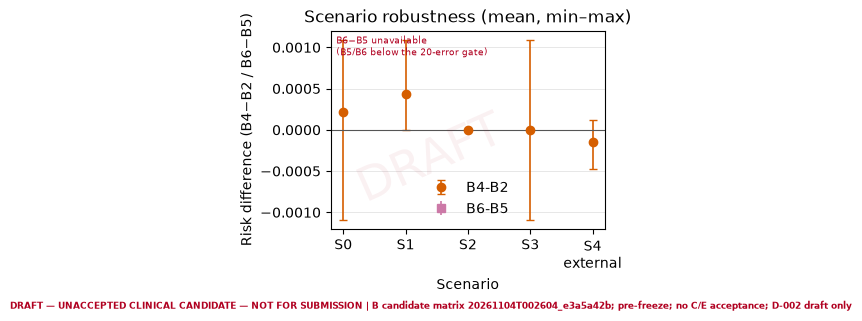 Scenario robustness (mean, min–max)
Risk difference (B4−B2 / B6−B5)
0.0010
0.0005
0.0000
−0.0005
−0.0010
B6−B5 unavailable
(B5/B6 below the 20-error gate)
DRAFT
B4-B2
B6-B5
S0 S1 S2 S3 S4
external
Scenario
DRAFT — UNACCEPTED CLINICAL CANDIDATE — NOT FOR SUBMISSION | B candidate matrix 20261104T002604_e3a5a42b; pre-freeze; no C/E acceptance; D-002 draft only